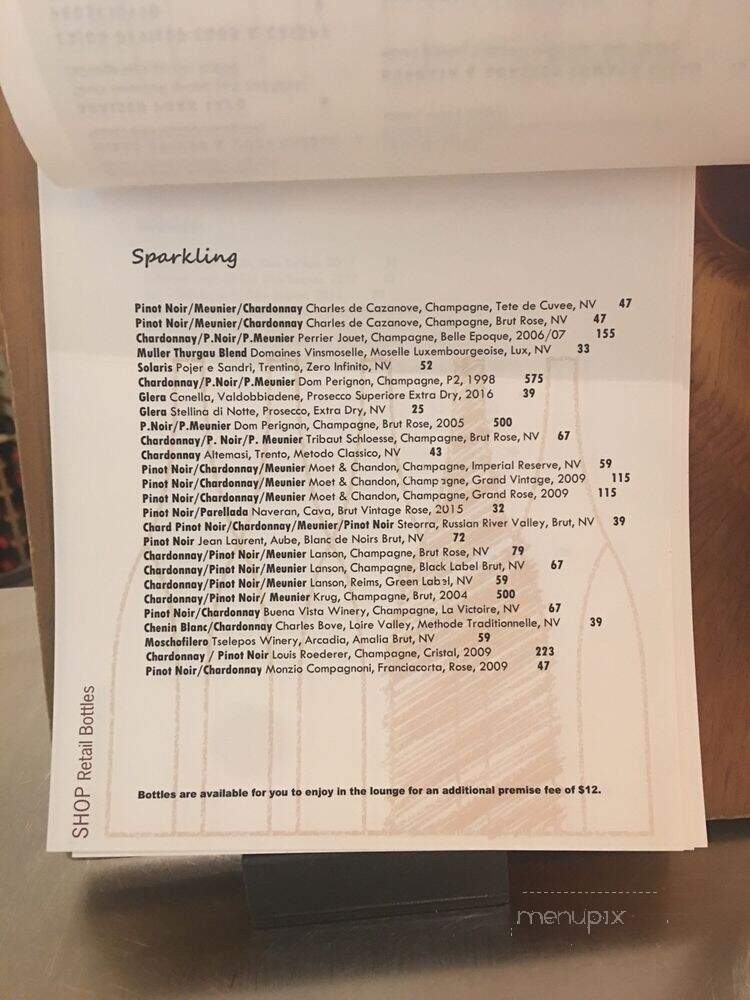 Sparkling
Pinot Noir/Meunier/Chardonnay Charles de Cazanove, Champagne, Tete de Cuvee, NV 47
Pinot Noir/Meunier/Chardonnay Charles de Cazanove, Champagne, Brut Rose, NV 47
Chardonnay/P.Noir/P.Meunier Perrier Jouet, Champagne, Belle Epoque, 2006/07 155
Muller Thurgau Blend Domaines Vinsmoselle, Moselle Luxembourgeoise, Lux, NV 33
Solaris Pojer e Sandri, Trentino, Zero Infinito, NV 52
Chardonnay/P.Noir/P.Meunier Dom Perignon, Champagne, P2, 1998 575
Glera Canella, Valdobbiadene, Prosecco Superiore Extra Dry, 2016 39
Glera Stellina di Notte, Prosecco, Extra Dry, NV 25
P.Noir/P.Meunier Dom Perignon, Champagne, Brut Rose, 2005 500
Chardonnay/P. Noir/P. Meunier Tribaut Schloesse, Champagne, Brut Rose, NV 67
Chardonnay Altemasi, Trento, Metodo Classico, NV 43
Pinot Noir/Chardonnay/Meunier Moet & Chandon, Champagne, Imperial Reserve, NV 59
Pinot Noir/Chardonnay/Meunier Moet & Chandon, Champagne, Grand Vintage, 2009 115
Pinot Noir/Chardonnay/Meunier Moet & Chandon, Champagne, Grand Rose, 2009 115
Pinot Noir/Parellada Naveran, Cava, Brut Vintage Rose, 2015 32
Chard Pinot Noir/Chardonnay/Meunier/Pinot Noir Steorra, Russian River Valley, Brut, NV 39
Pinot Noir Jean Laurent, Aube, Blanc de Noirs Brut, NV 72
Chardonnay/Pinot Noir/Meunier Lanson, Champagne, Brut Rose, NV 79
Chardonnay/Pinot Noir/Meunier Lanson, Champagne, Black Label Brut, NV 67
Chardonnay/Pinot Noir/Meunier Lanson, Reims, Green Label, NV 59
Chardonnay/Pinot Noir/ Meunier Krug, Champagne, Brut, 2004 500
Pinot Noir/Chardonnay Buena Vista Winery, Champagne, La Victoire, NV 67
Chenin Blanc/Chardonnay Charles Bove, Loire Valley, Methode Traditionnelle, NV 39
Moschofilero Tselepos Winery, Arcadia, Amalia Brut, NV 59
Chardonnay / Pinot Noir Louis Roederer, Champagne, Cristal, 2009 223
Pinot Noir/Chardonnay Monzio Compagnoni, Franciacorta, Rose, 2009 47
SHOP Retail Bottles
Bottles are available for you to enjoy in the lounge for an additional premise fee of $12.
menupix